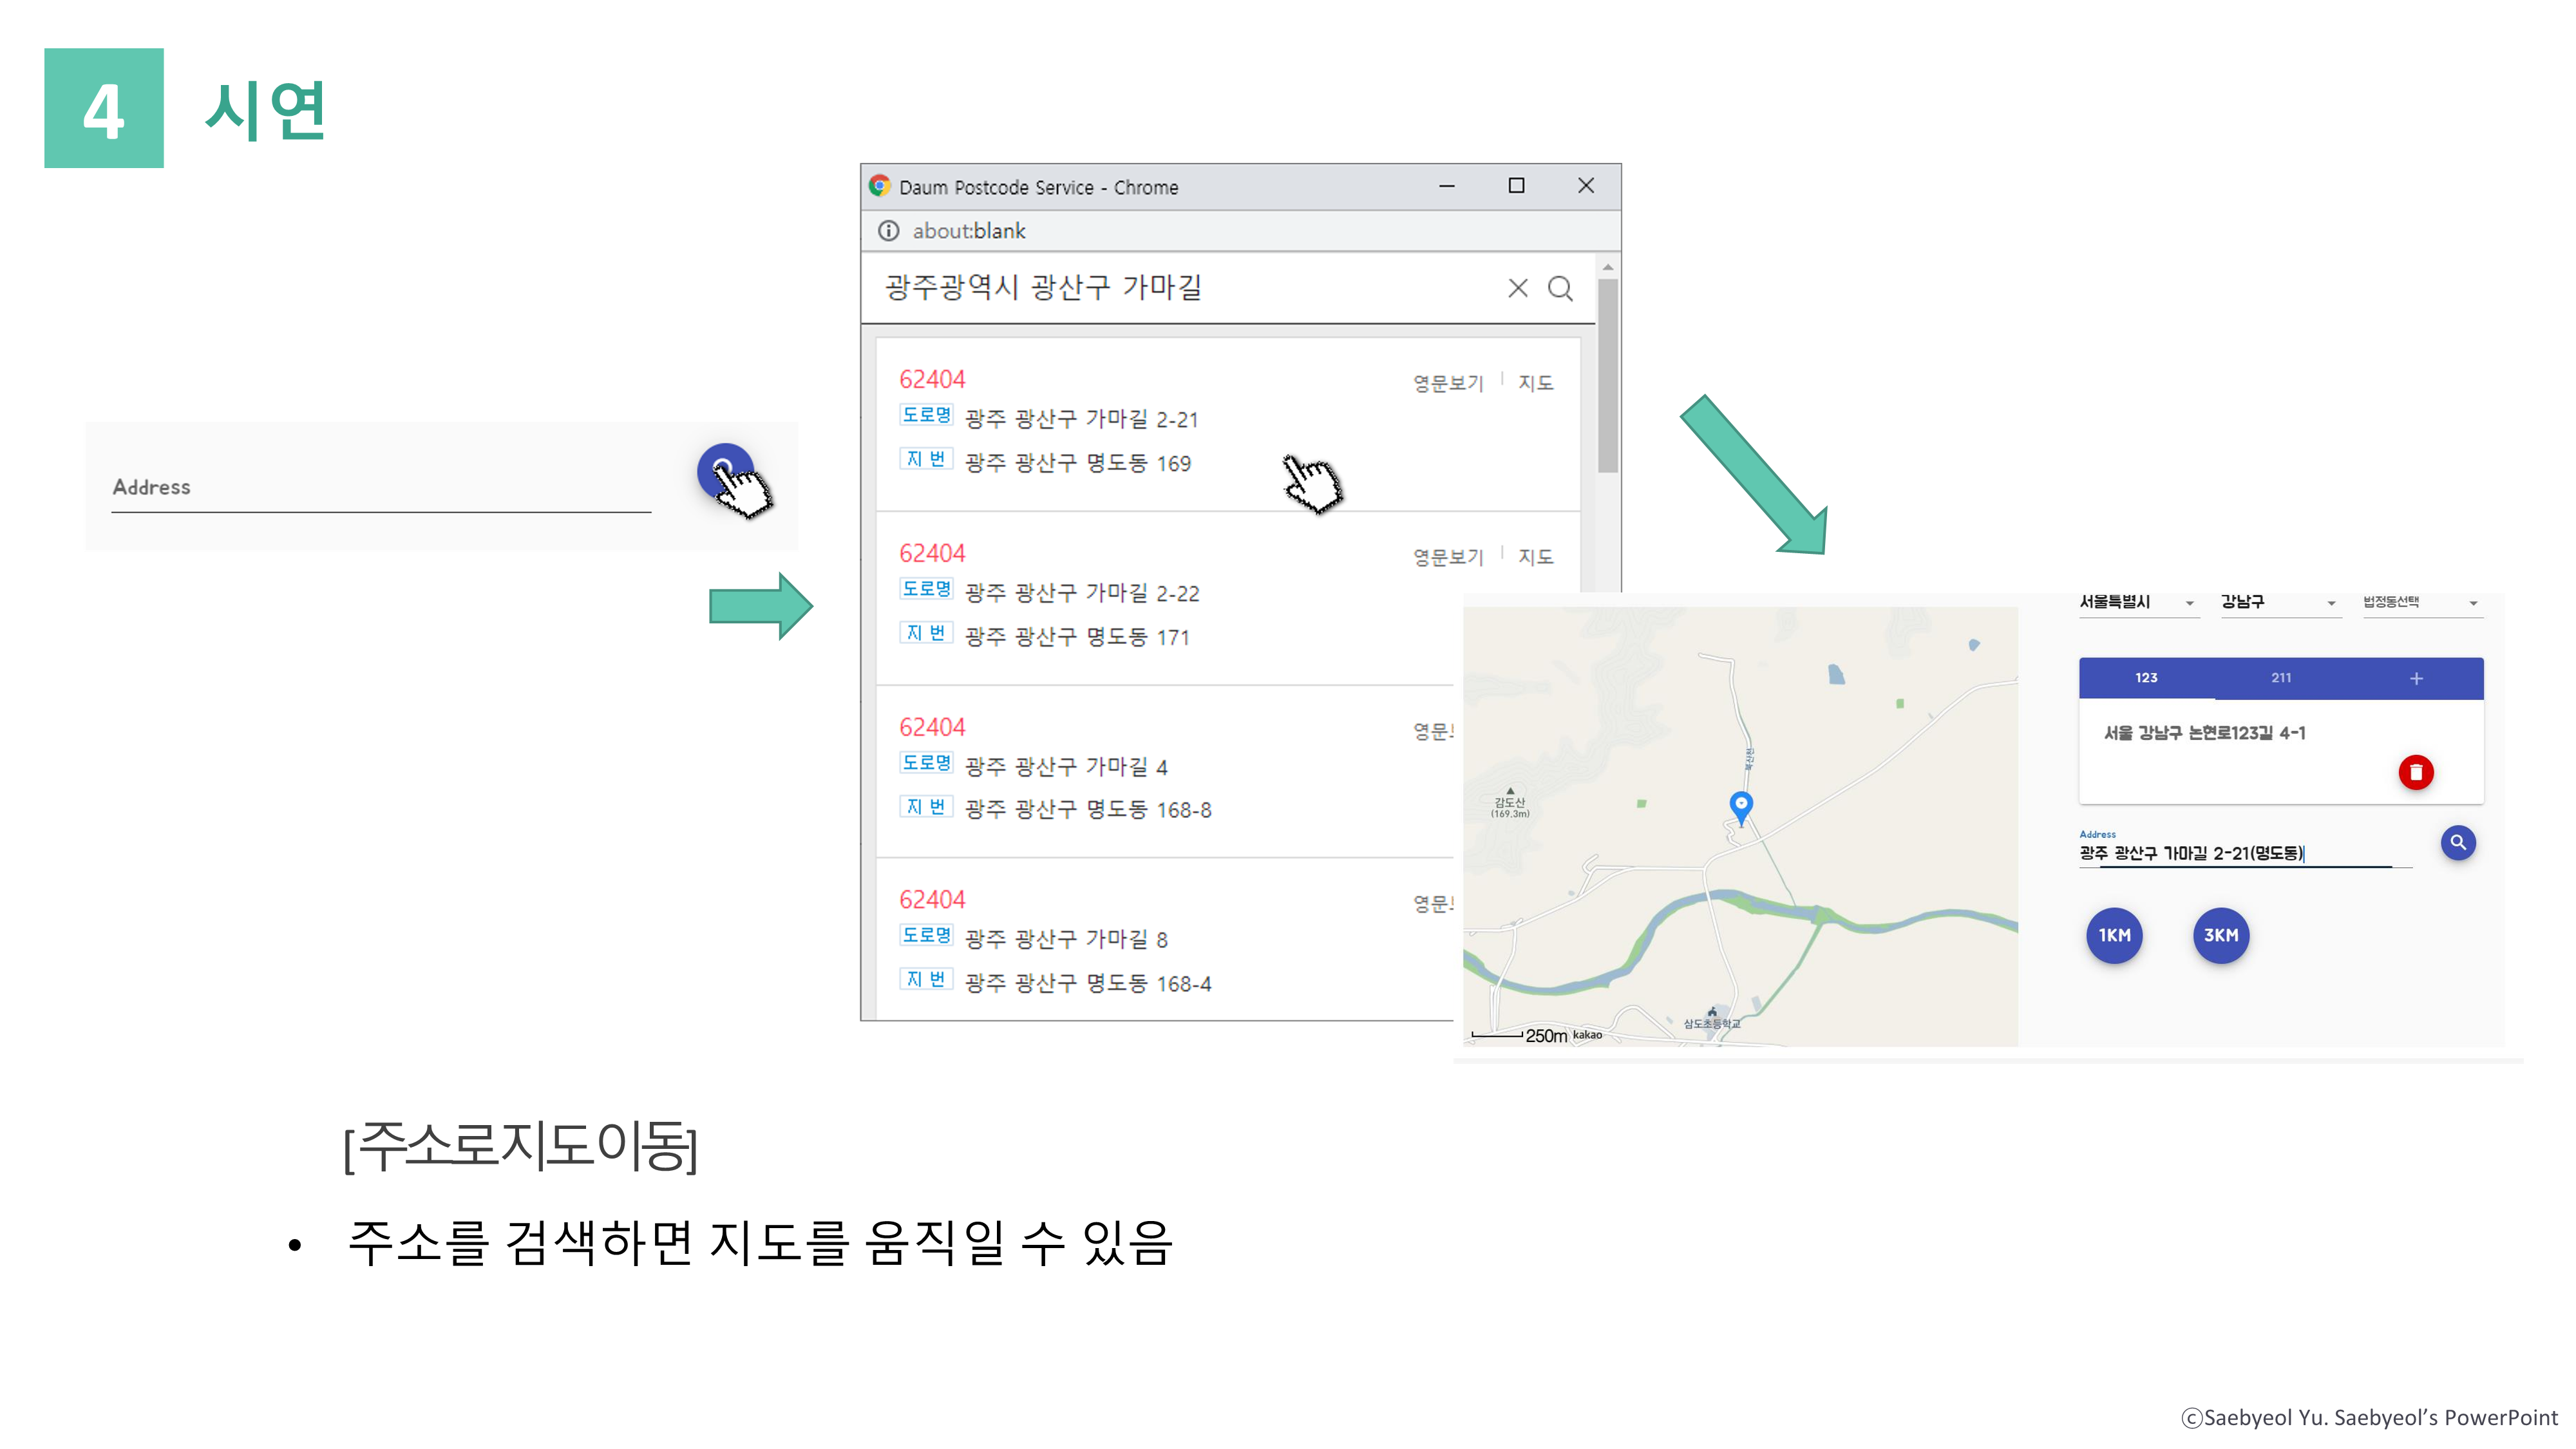 4 시연
Address
Daum Postcode Service - Chrome
about:blank
광주광역시 광산구 가마길
62404 영문보기 지도
도로명 광주 광산구 가마길 2-21
지번 광주 광산구 명도동 169
62404 영문보기 지도
도로명 광주 광산구 가마길 2-22
지번 광주 광산구 명도동 171
62404 영문
도로명 광주 광산구 가마길 4
지번 광주 광산구 명도동 168-8
62404 영문
도로명 광주 광산구 가마길 8
지번 광주 광산구 명도동 168-4
감도산
(169.3m)
삼도초등학교
250m kakao
서울특별시 강남구 법정동선택
123 211 +
서울 강남구 논현로123길 4-1
Address
광주 광산구 가마길 2-21(명도동)
1KM 3KM
[주소로 지도 이동]
• 주소를 검색하면 지도를 움직일 수 있음
ⓒSaebyeol Yu. Saebyeol’s PowerPoint